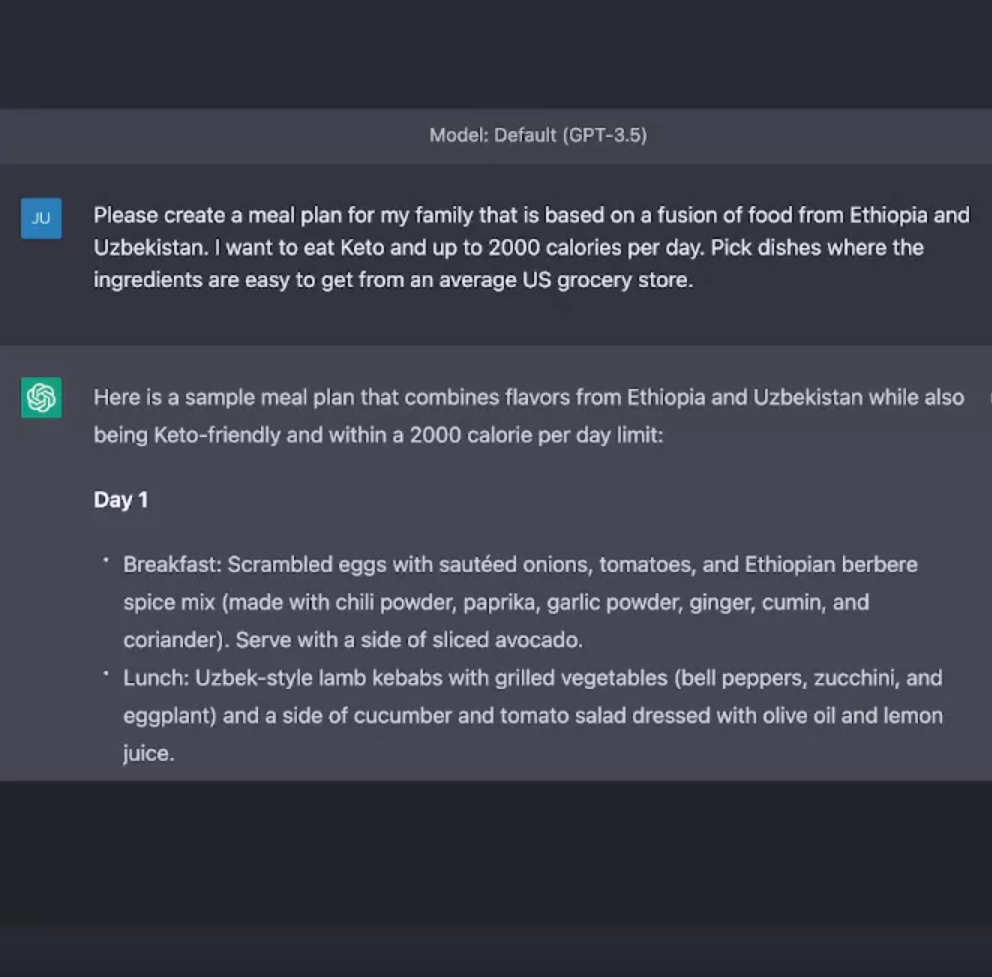 Model: Default (GPT-3.5)
JU
Please create a meal plan for my family that is based on a fusion of food from Ethiopia and
Uzbekistan. I want to eat Keto and up to 2000 calories per day. Pick dishes where the
ingredients are easy to get from an average US grocery store.
Here is a sample meal plan that combines flavors from Ethiopia and Uzbekistan while also
being Keto-friendly and within a 2000 calorie per day limit:
Day 1
• Breakfast: Scrambled eggs with sautéed onions, tomatoes, and Ethiopian berbere
spice mix (made with chili powder, paprika, garlic powder, ginger, cumin, and
coriander). Serve with a side of sliced avocado.
• Lunch: Uzbek-style lamb kebabs with grilled vegetables (bell peppers, zucchini, and
eggplant) and a side of cucumber and tomato salad dressed with olive oil and lemon
juice.